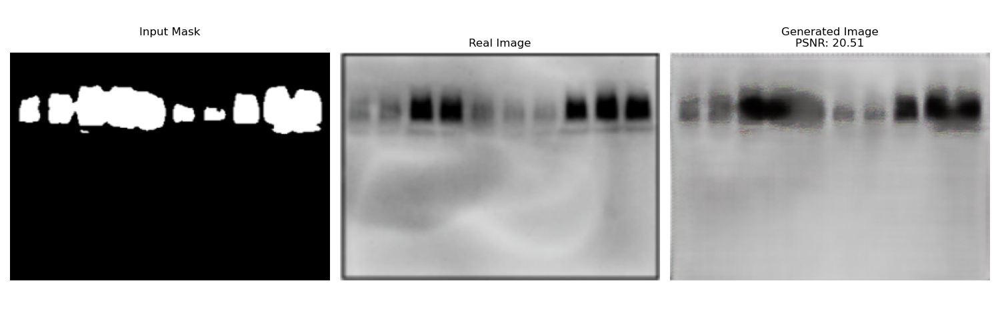 Input Mask
Real Image
Generated Image
PSNR: 20.51